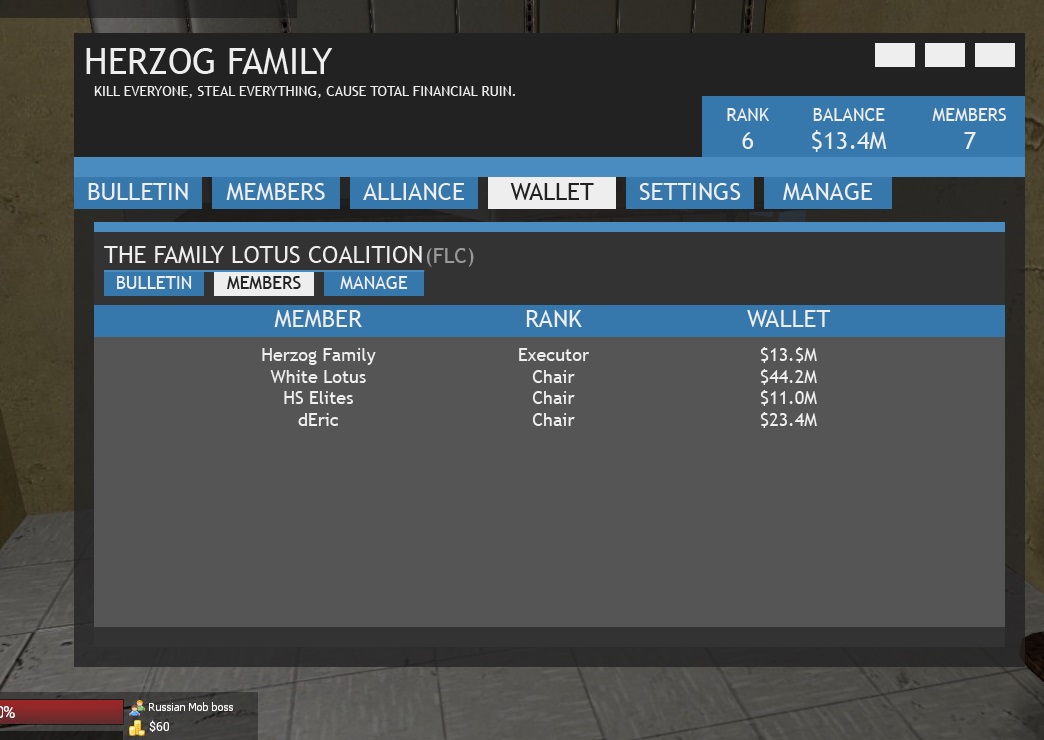 HERZOG FAMILY
KILL EVERYONE, STEAL EVERYTHING, CAUSE TOTAL FINANCIAL RUIN.
RANK BALANCE MEMBERS
6 $13.4M 7
BULLETIN MEMBERS ALLIANCE WALLET SETTINGS MANAGE
THE FAMILY LOTUS COALITION (FLC)
BULLETIN MEMBERS MANAGE
MEMBER RANK WALLET
Herzog Family Executor $13.$M
White Lotus Chair $44.2M
HS Elites Chair $11.0M
dEric Chair $23.4M
Russian Mob boss
0%
$60